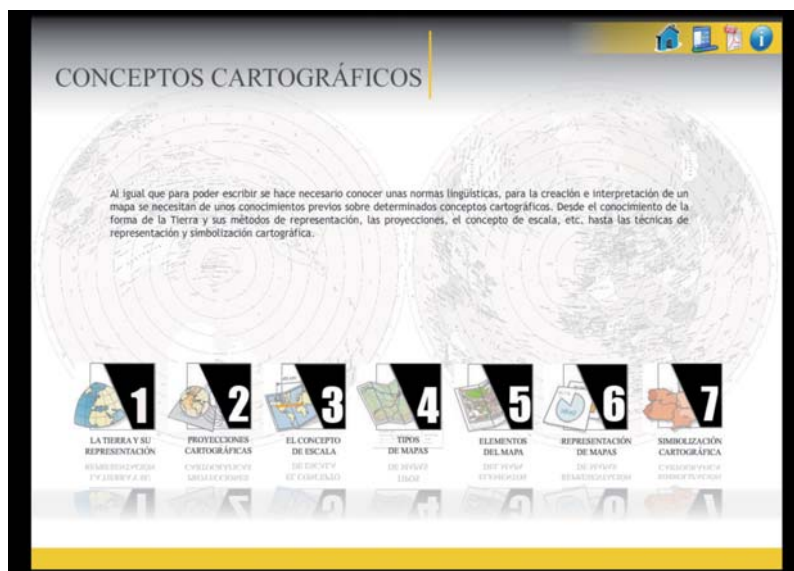 CONCEPTOS CARTOGRÁFICOS
Al igual que para poder escribir se hace necesario conocer unas normas lingüísticas, para la creación e interpretación de un
mapa se necesitan de unos conocimientos previos sobre determinados conceptos cartográficos. Desde el conocimiento de la
forma de la Tierra y sus métodos de representación, las proyecciones, el concepto de escala, etc. hasta las técnicas de
representación y simbolización cartográfica.
1
LA TIERRA Y SU
REPRESENTACIÓN
2
PROYECCIONES
CARTOGRÁFICAS
3
EL CONCEPTO
DE ESCALA
4
TIPOS
DE MAPAS
5
ELEMENTOS
DEL MAPA
6
REPRESENTACIÓN
DE MAPAS
7
SIMBOLIZACIÓN
CARTOGRÁFICA